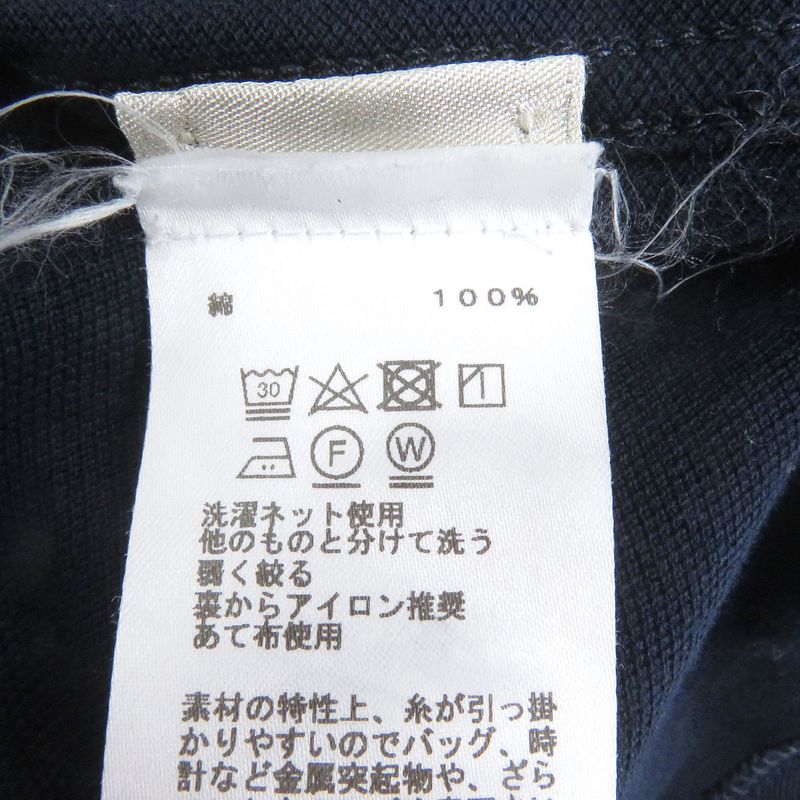 綿 100%
30
F W
洗濯ネット使用
他のものと分けて洗う
弱く絞る
裏からアイロン推奨
あて布使用
素材の特性上、糸が引っ掛
かりやすいのでバッグ、時
計など金属突起物や、ざら